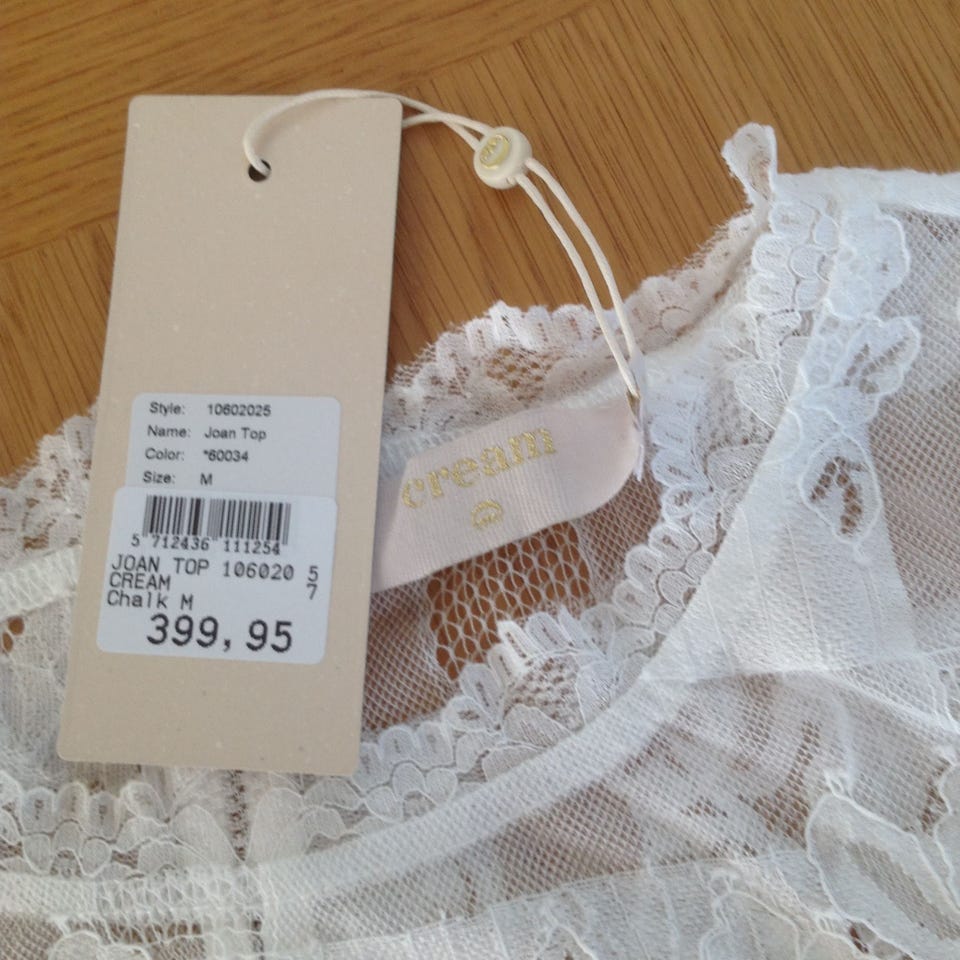 Style: 10602025
Name: Joan Top
Color: *60034
Size: M
5 712436 111254
JOAN TOP 106020 5
CREAM 7
Chalk M
399,95
cream